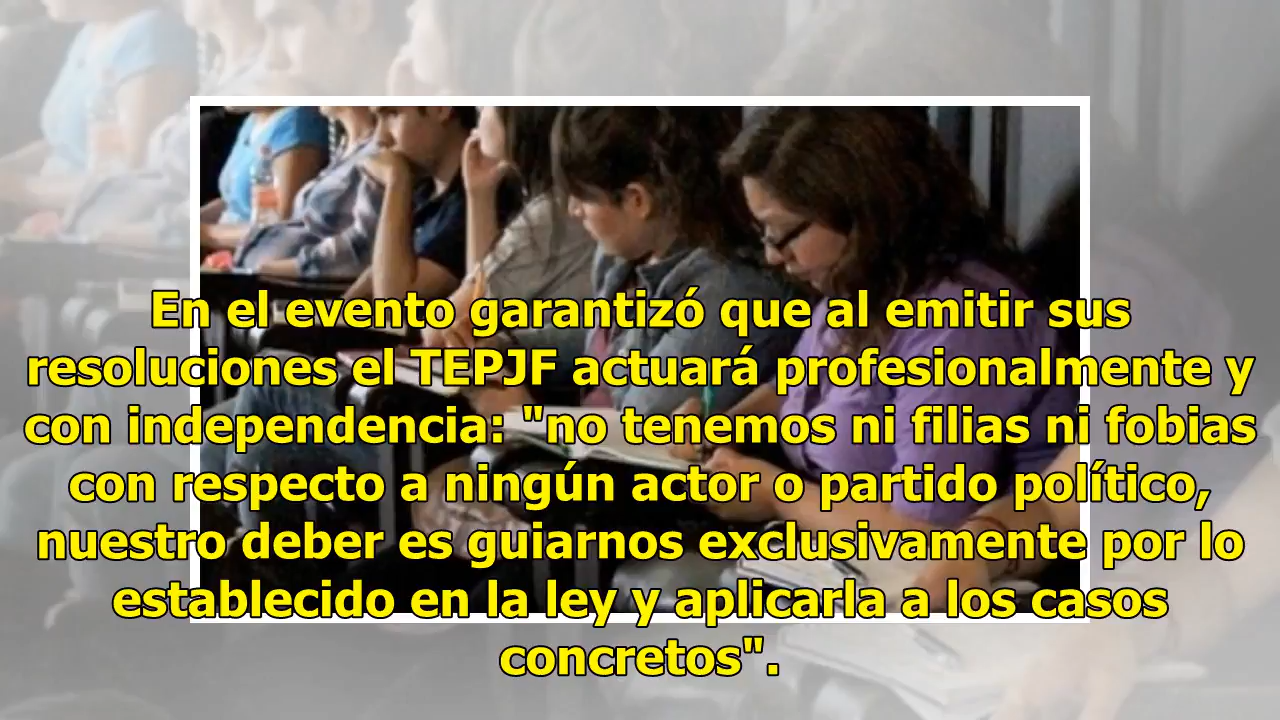 En el evento garantizó que al emitir sus
resoluciones el TEPJF actuará profesionalmente y
con independencia: "no tenemos ni filias ni fobias
con respecto a ningún actor o partido político,
nuestro deber es guiarnos exclusivamente por lo
establecido en la ley y aplicarla a los casos
concretos".